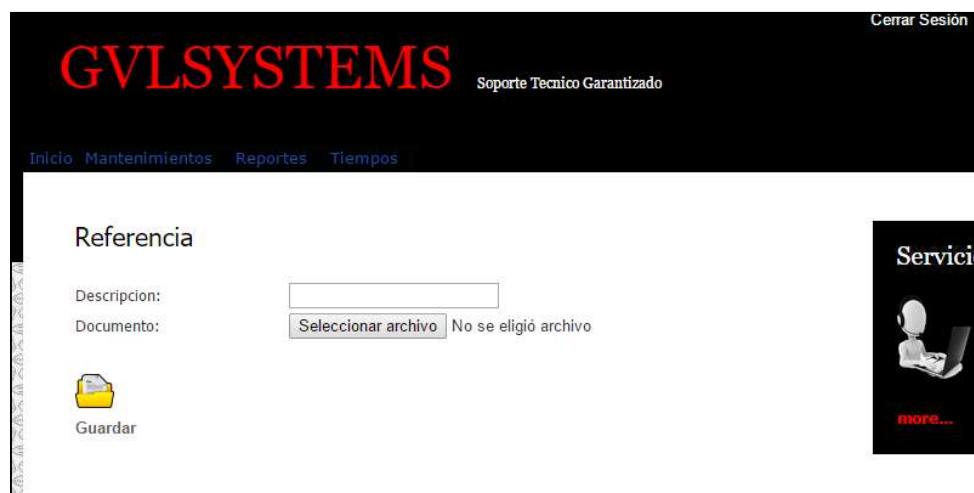 Cerrar Sesión
GVLSYSTEMS Soporte Tecnico Garantizado
Inicio Mantenimientos Reportes Tiempos
Referencia
Descripcion:
Documento: Seleccionar archivo No se eligió archivo
Guardar
Servici
more...